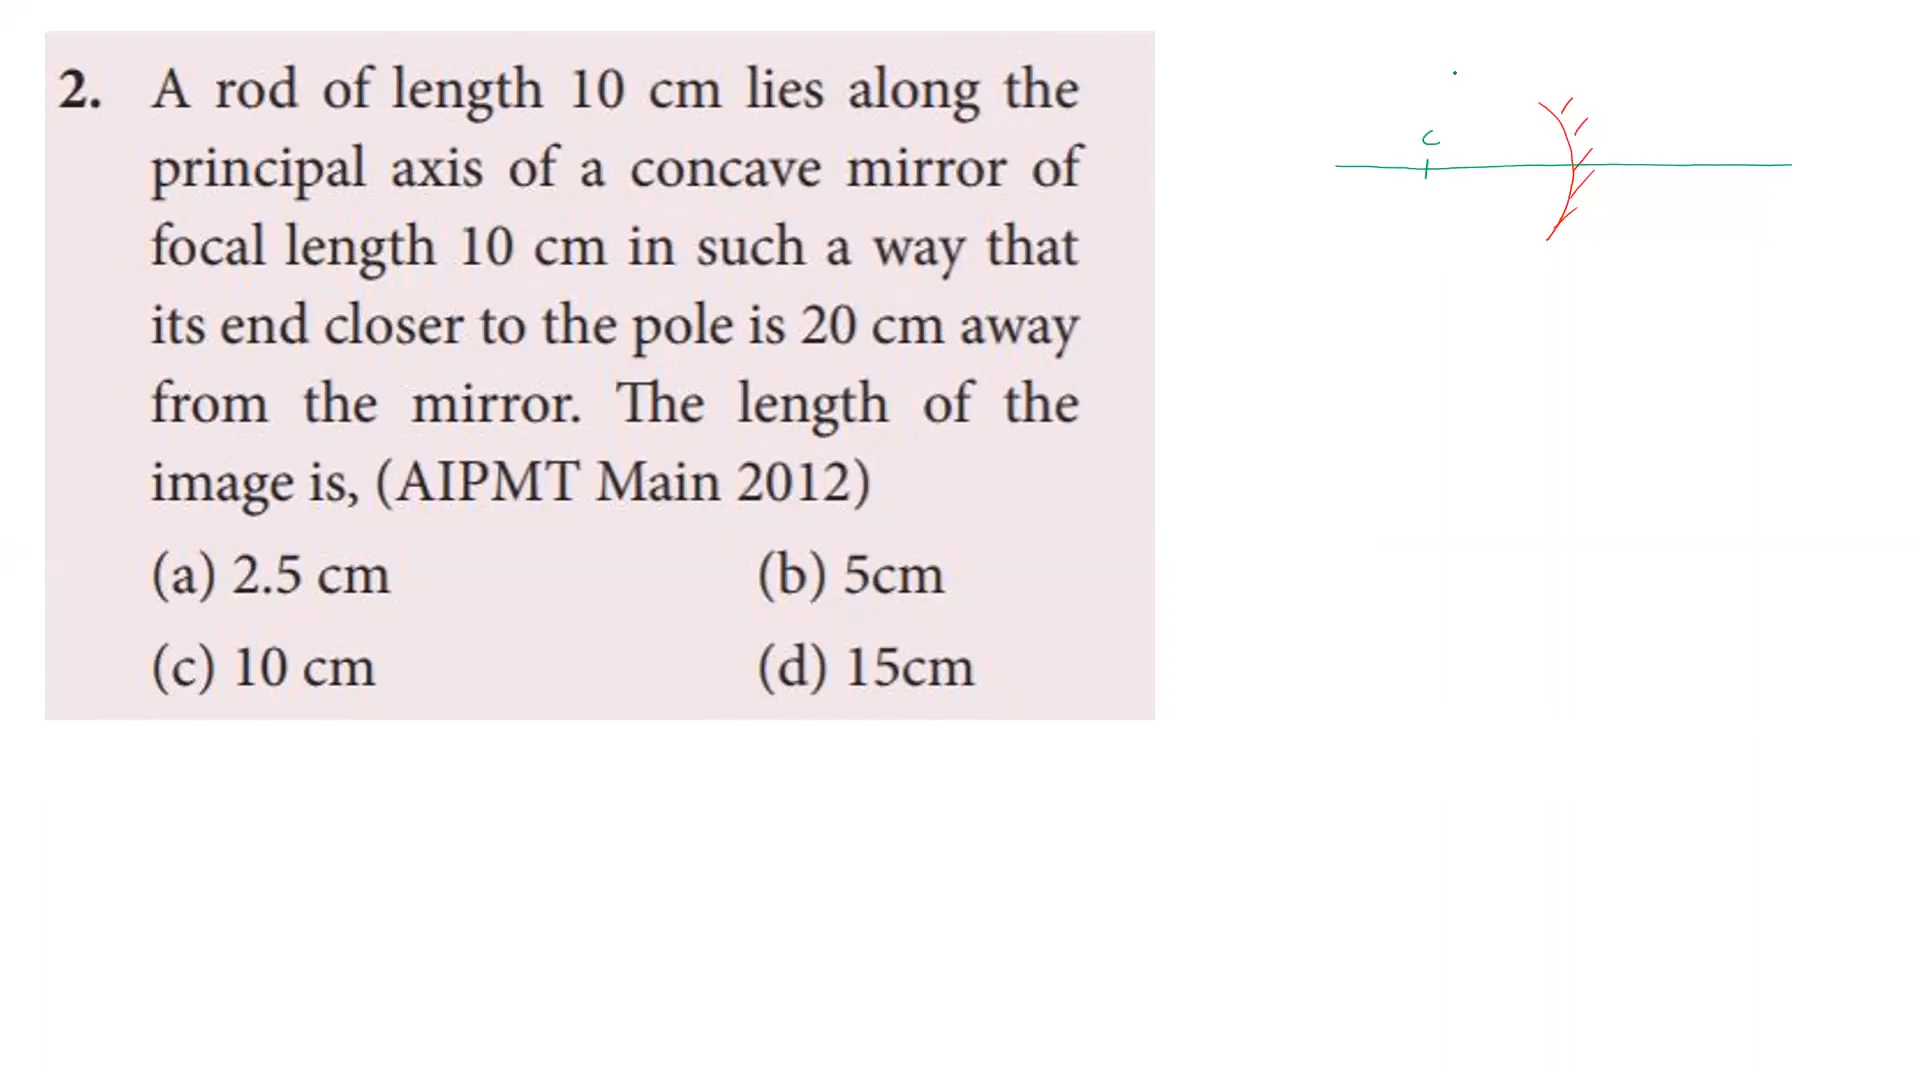 2. A rod of length 10 cm lies along the
principal axis of a concave mirror of
focal length 10 cm in such a way that
its end closer to the pole is 20 cm away
from the mirror. The length of the
image is, (AIPMT Main 2012)
(a) 2.5 cm (b) 5cm
(c) 10 cm (d) 15cm
C